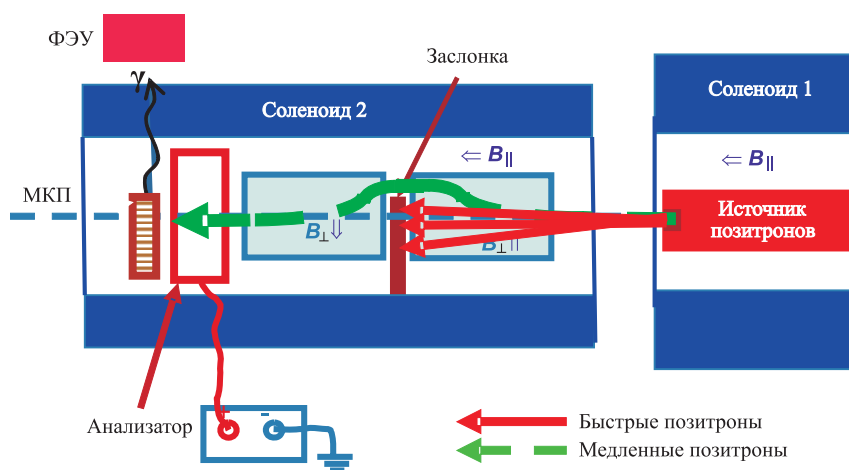 ФЭУ
γ
Заслонка
Соленоид 2
Соленоид 1
⇐ B||
⇐ B||
МКП
Источник
позитронов
B⊥⇓
B⊥⇑
+ -
Анализатор
Быстрые позитроны
Медленные позитроны